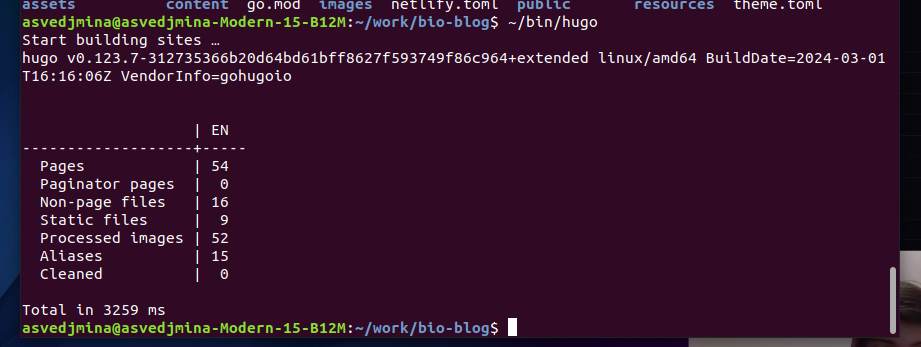 assets       content  go.mod  images  netlify.toml  public       resources  theme.toml
asvedjmina@asvedjmina-Modern-15-B12M:~/work/bio-blog$ ~/bin/hugo
Start building sites …
hugo v0.123.7-312735366b20d64bd61bff8627f593749f86c964+extended linux/amd64 BuildDate=2024-03-01
T16:16:06Z VendorInfo=gohugoio
                   | EN
-------------------+-----
  Pages            | 54
  Paginator pages  |  0
  Non-page files   | 16
  Static files     |  9
  Processed images | 52
  Aliases          | 15
  Cleaned          |  0
Total in 3259 ms
asvedjmina@asvedjmina-Modern-15-B12M:~/work/bio-blog$